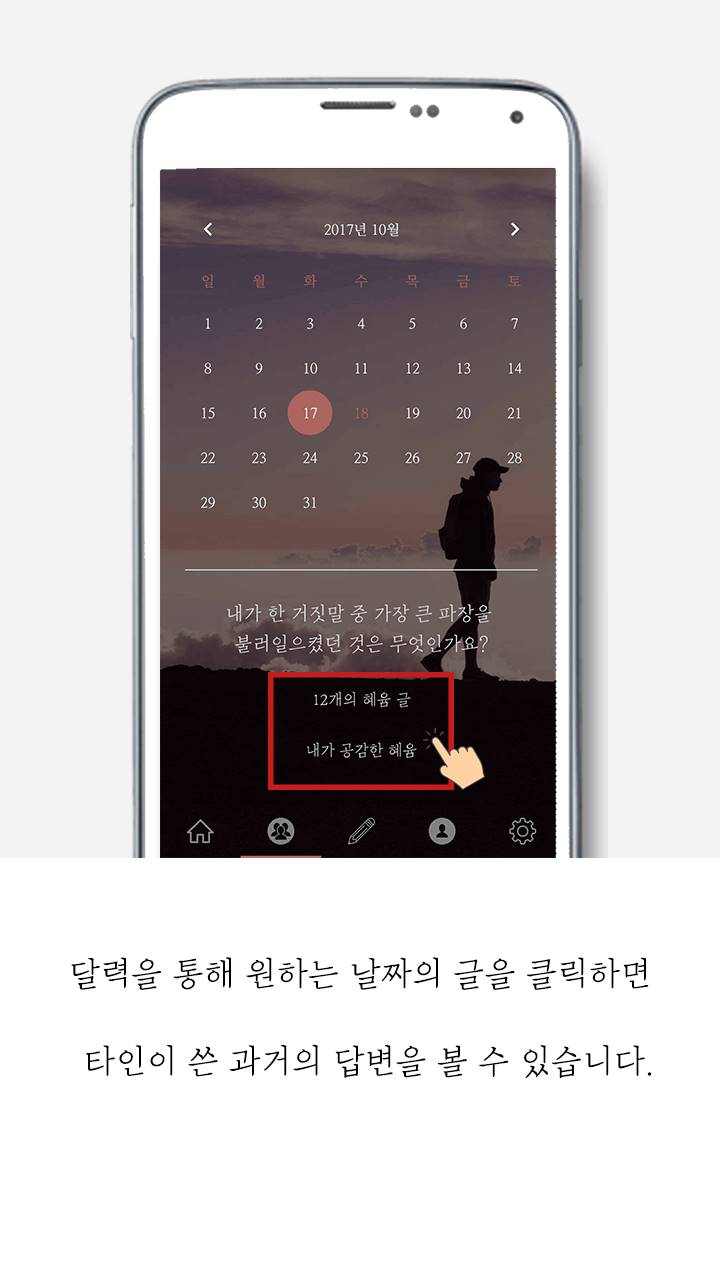 2017년 10월
일 월 화 수 목 금 토
1 2 3 4 5 6 7
8 9 10 11 12 13 14
15 16 17 18 19 20 21
22 23 24 25 26 27 28
29 30 31
내가 한 거짓말 중 가장 큰 파장을
불러일으켰던 것은 무엇인가요?
12개의 혜윰 글
내가 공감한 혜윰
달력을 통해 원하는 날짜의 글을 클릭하면
타인이 쓴 과거의 답변을 볼 수 있습니다.